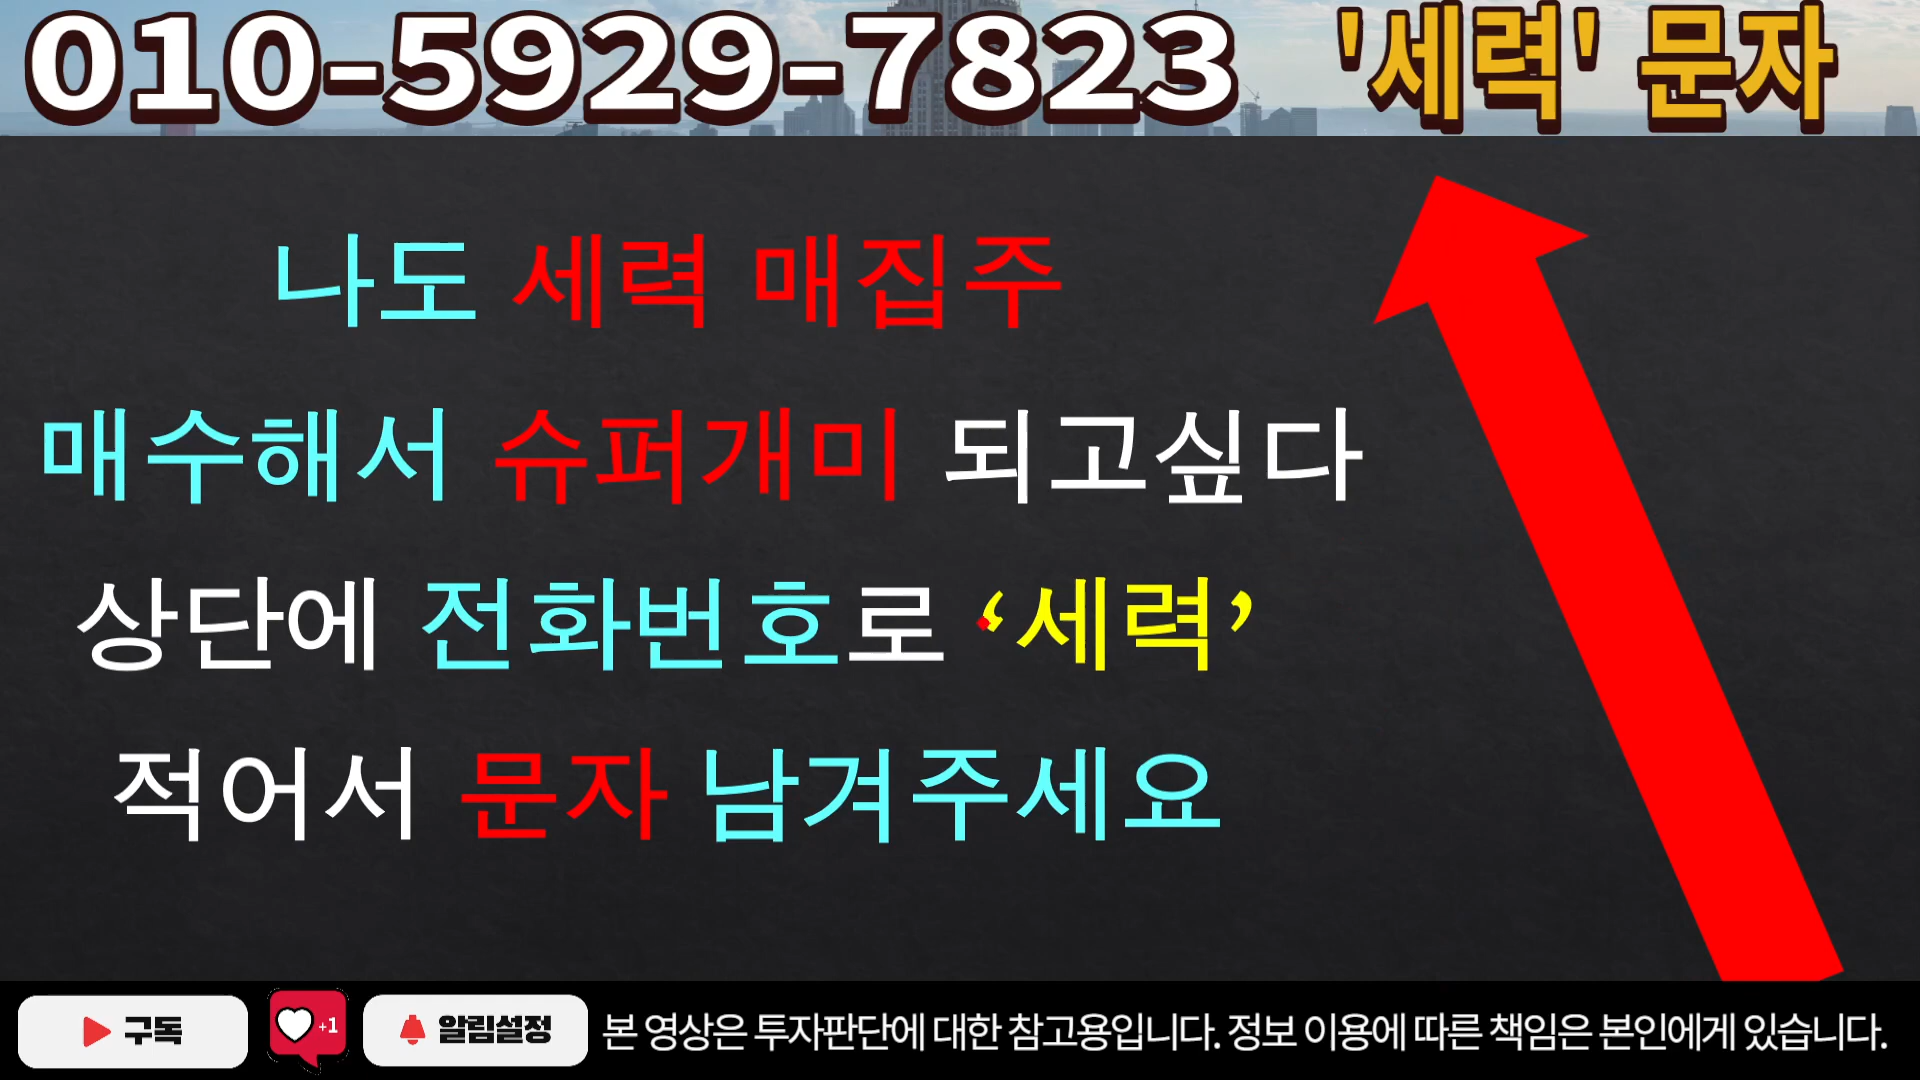 010-5929-7823 '세력' 문자
나도 세력 매집주
매수해서 슈퍼개미 되고싶다
상단에 전화번호로 ‘세력’
적어서 문자 남겨주세요
구독 +1 알림설정 본 영상은 투자판단에 대한 참고용입니다. 정보 이용에 따른 책임은 본인에게 있습니다.